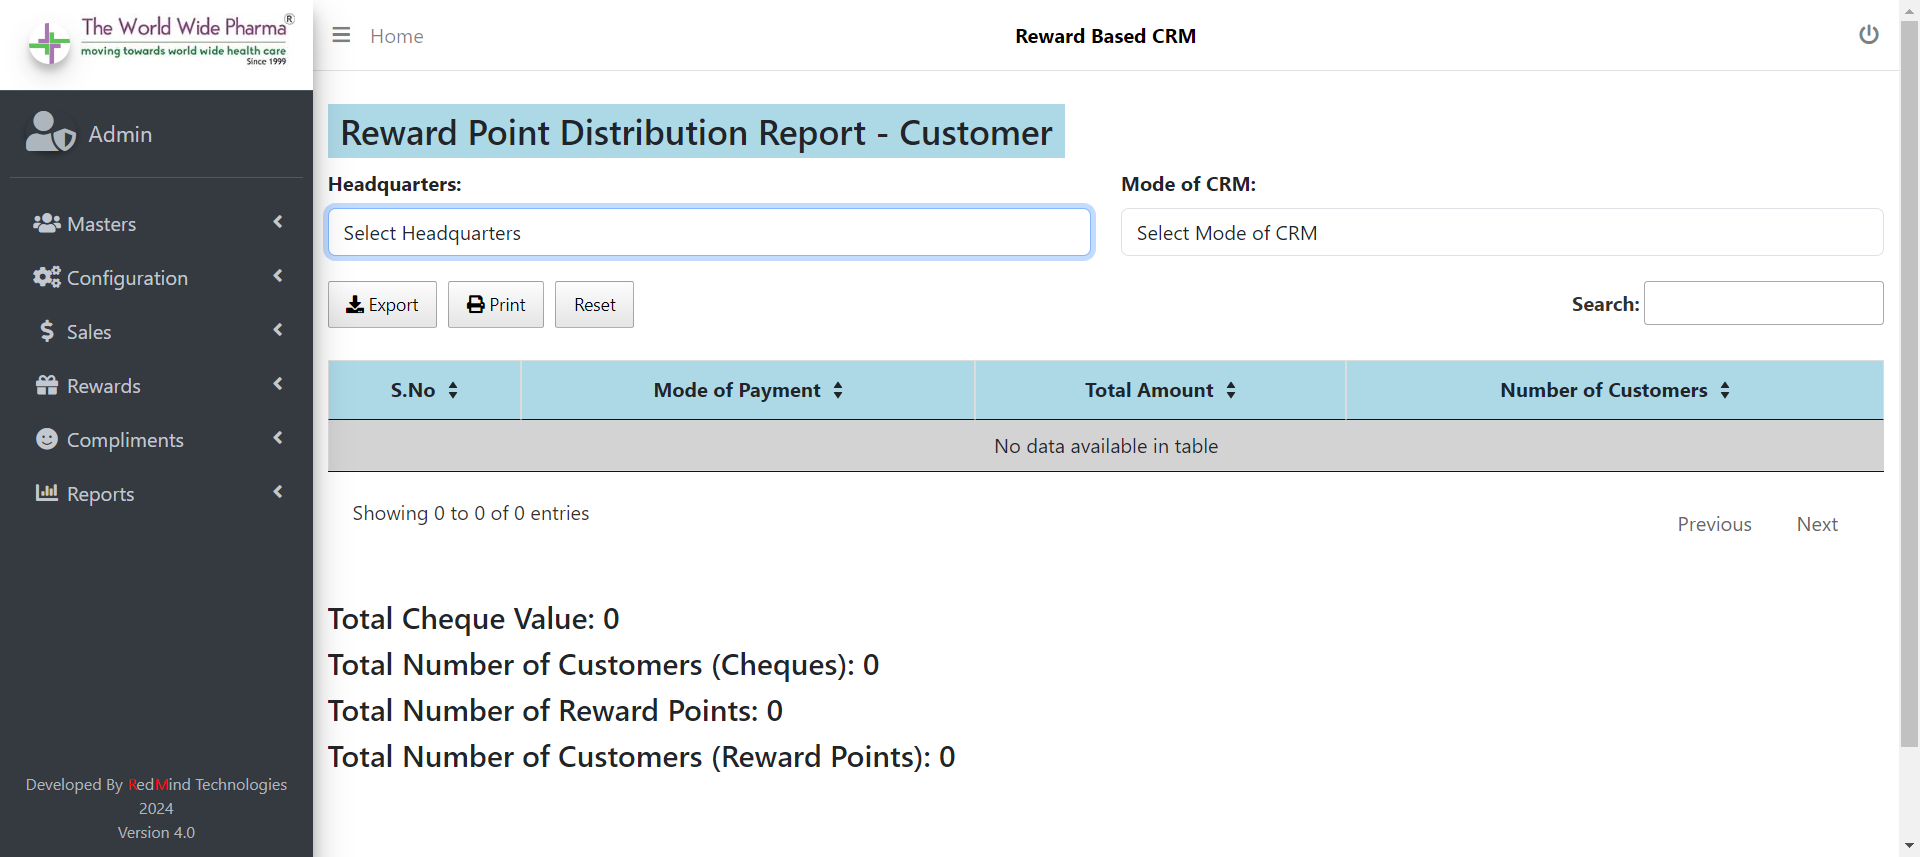 The World Wide Pharma®
moving towards world wide health care
Since 1999
Home
Reward Based CRM
Admin
Masters
Configuration
Sales
Rewards
Compliments
Reports
Developed By RedMind Technologies
2024
Version 4.0
Reward Point Distribution Report - Customer
Headquarters:
Mode of CRM:
Select Headquarters
Select Mode of CRM
Export
Print
Reset
Search:
S.No
Mode of Payment
Total Amount
Number of Customers
No data available in table
Showing 0 to 0 of 0 entries
Previous
Next
Total Cheque Value: 0
Total Number of Customers (Cheques): 0
Total Number of Reward Points: 0
Total Number of Customers (Reward Points): 0